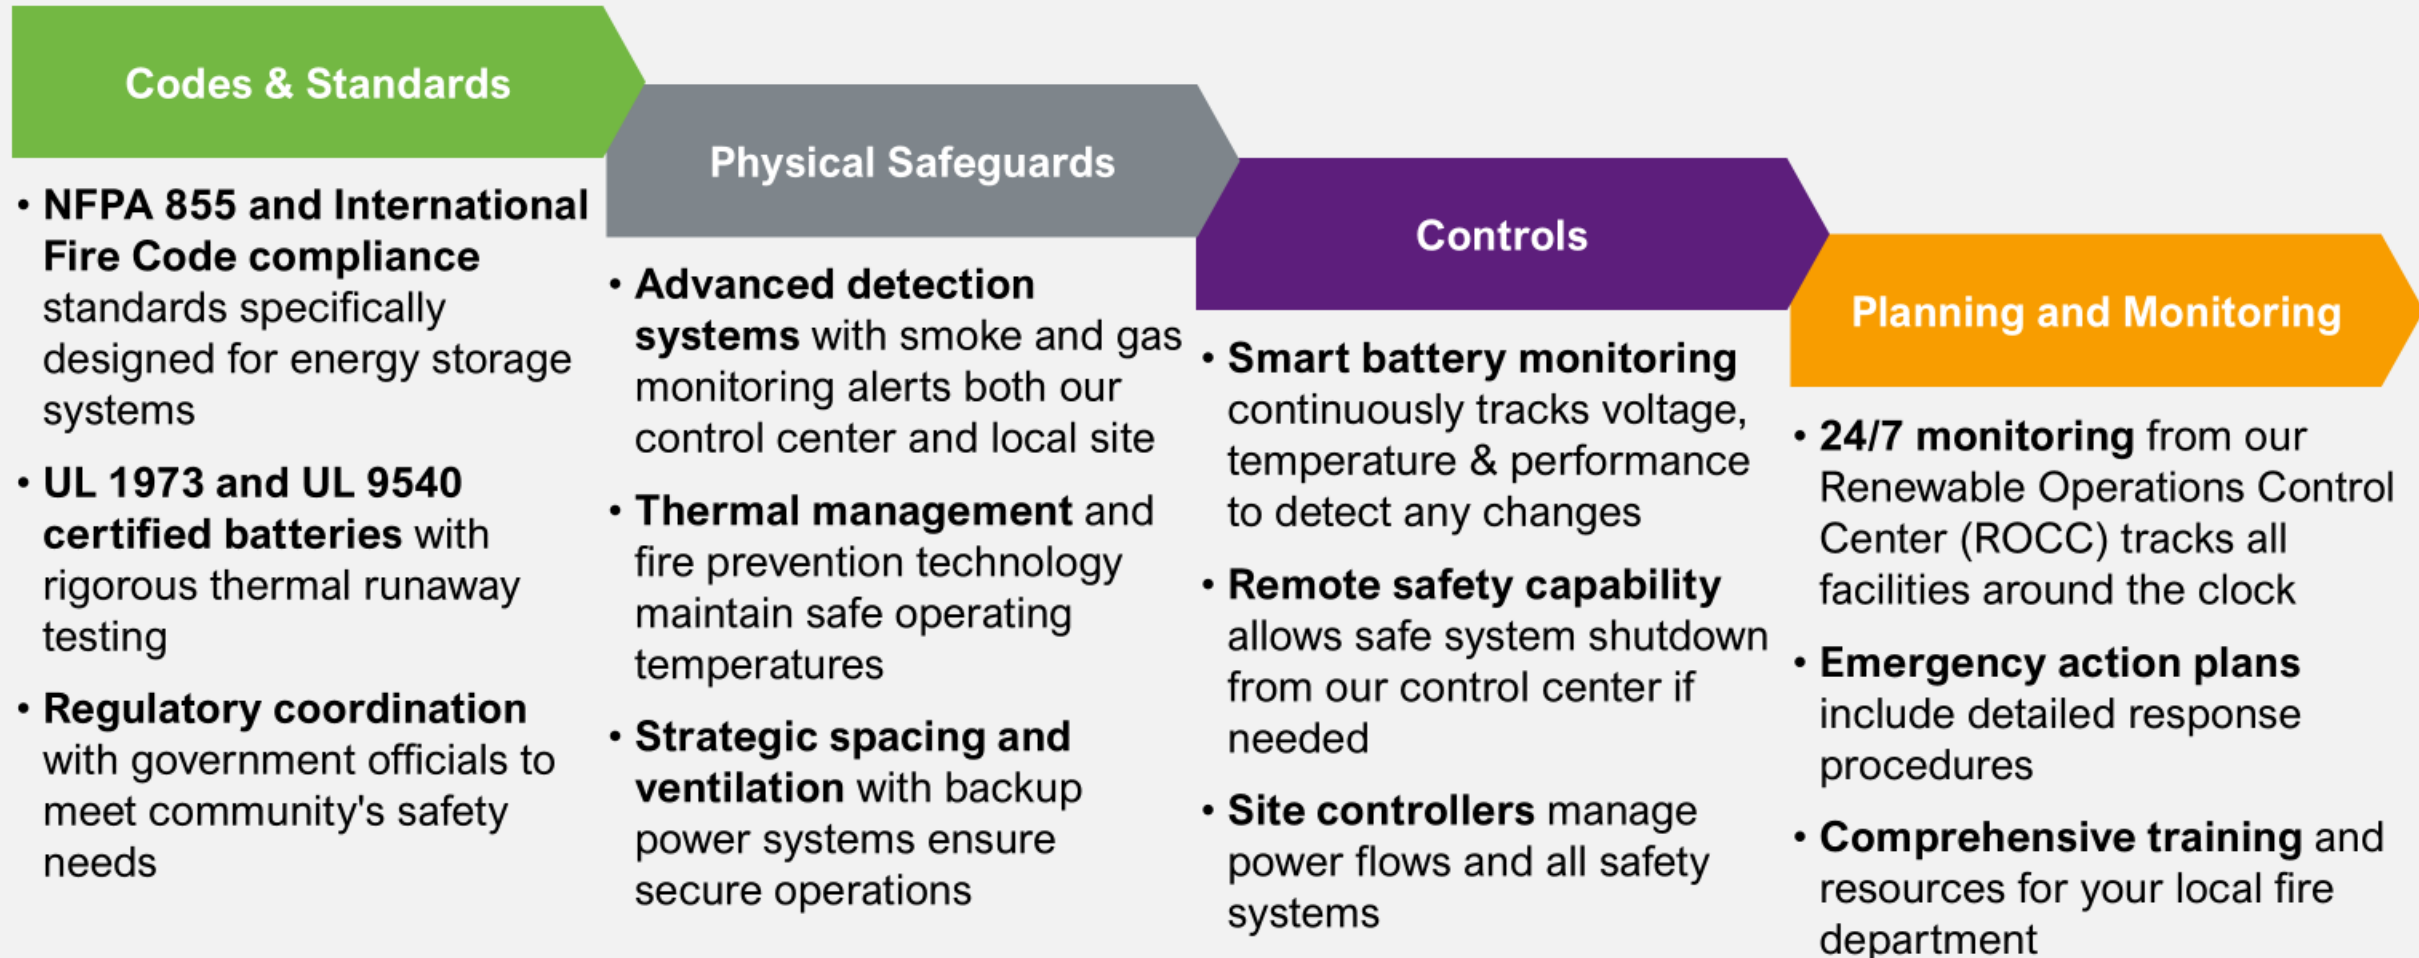 Codes & Standards
• NFPA 855 and International
Fire Code compliance
standards specifically
designed for energy storage
systems
• UL 1973 and UL 9540
certified batteries with
rigorous thermal runaway
testing
• Regulatory coordination
with government officials to
meet community's safety
needs
Physical Safeguards
• Advanced detection
systems with smoke and gas
monitoring alerts both our
control center and local site
• Thermal management and
fire prevention technology
maintain safe operating
temperatures
• Strategic spacing and
ventilation with backup
power systems ensure
secure operations
Controls
• Smart battery monitoring
continuously tracks voltage,
temperature & performance
to detect any changes
• Remote safety capability
allows safe system shutdown
from our control center if
needed
• Site controllers manage
power flows and all safety
systems
Planning and Monitoring
• 24/7 monitoring from our
Renewable Operations Control
Center (ROCC) tracks all
facilities around the clock
• Emergency action plans
include detailed response
procedures
• Comprehensive training and
resources for your local fire
department